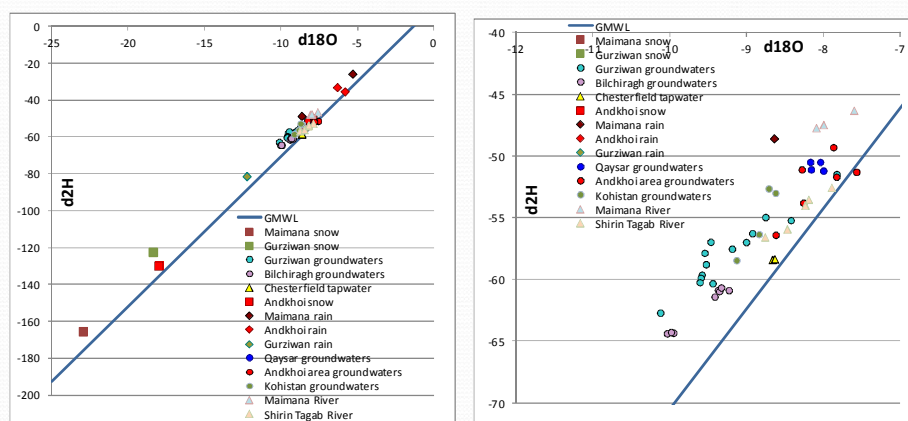 -25
-20
-15
-10
-5
0
d18O
0
-20
-40
-60
-80
-100
-120
-140
-160
-180
-200
d2H
GMWL
Maimana snow
Gurziwan snow
Gurziwan groundwaters
Bilchiragh groundwaters
Chesterfield tapwater
Andkhoi snow
Maimana rain
Andkhoi rain
Gurziwan rain
Qaysar groundwaters
Andkhoi area groundwaters
Kohistan groundwaters
Maimana River
Shirin Tagab River
-12
-10
-9
-8
-7
d18O
-40
-45
-50
-55
-60
-65
-70
d2H
GMWL
Maimana snow
Gurziwan snow
Gurziwan groundwaters
Bilchiragh groundwaters
Chesterfield tapwater
Andkhoi snow
Maimana rain
Andkhoi rain
Gurziwan rain
Qaysar groundwaters
Andkhoi area groundwaters
Kohistan groundwaters
Maimana River
Shirin Tagab River